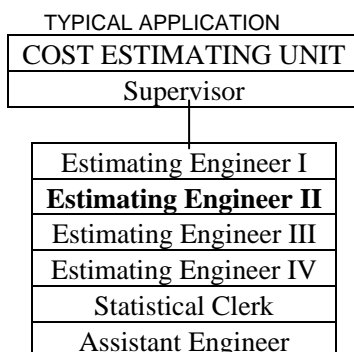 TYPICAL APPLICATION
COST ESTIMATING UNIT
Supervisor
Estimating Engineer I
Estimating Engineer II
Estimating Engineer III
Estimating Engineer IV
Statistical Clerk
Assistant Engineer